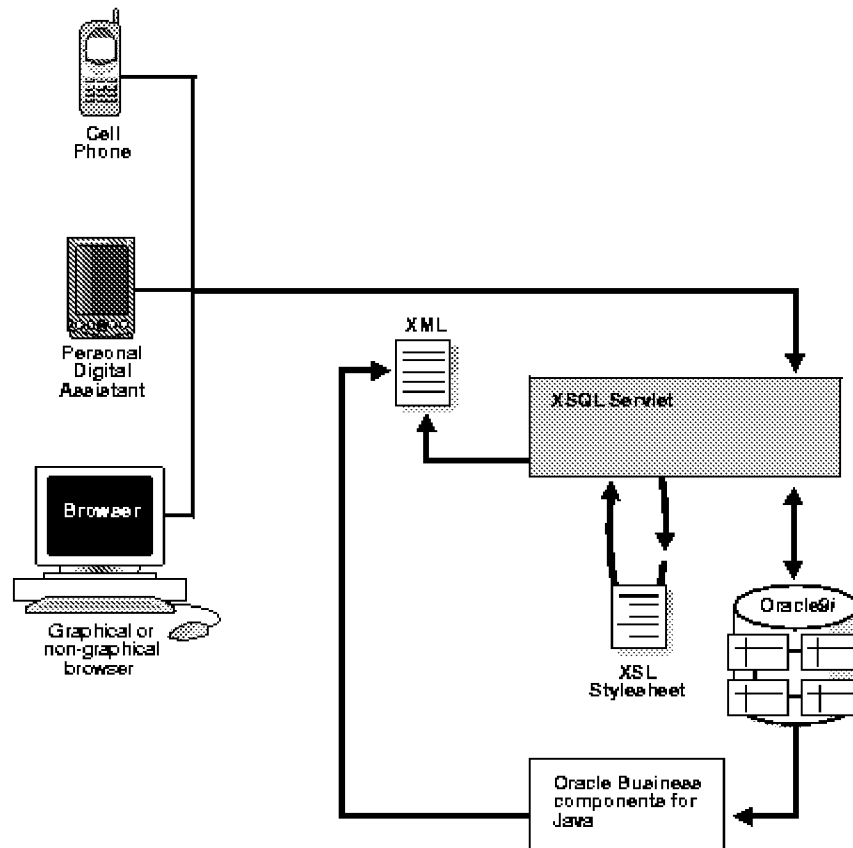 Cell
Phone
Personal
Digital
Assistant
XML
XSQL Servlet
Browser
Graphical or
non-graphical
browser
XSL
Stylesheet
Oracle9i
Oracle Business
components for
Java